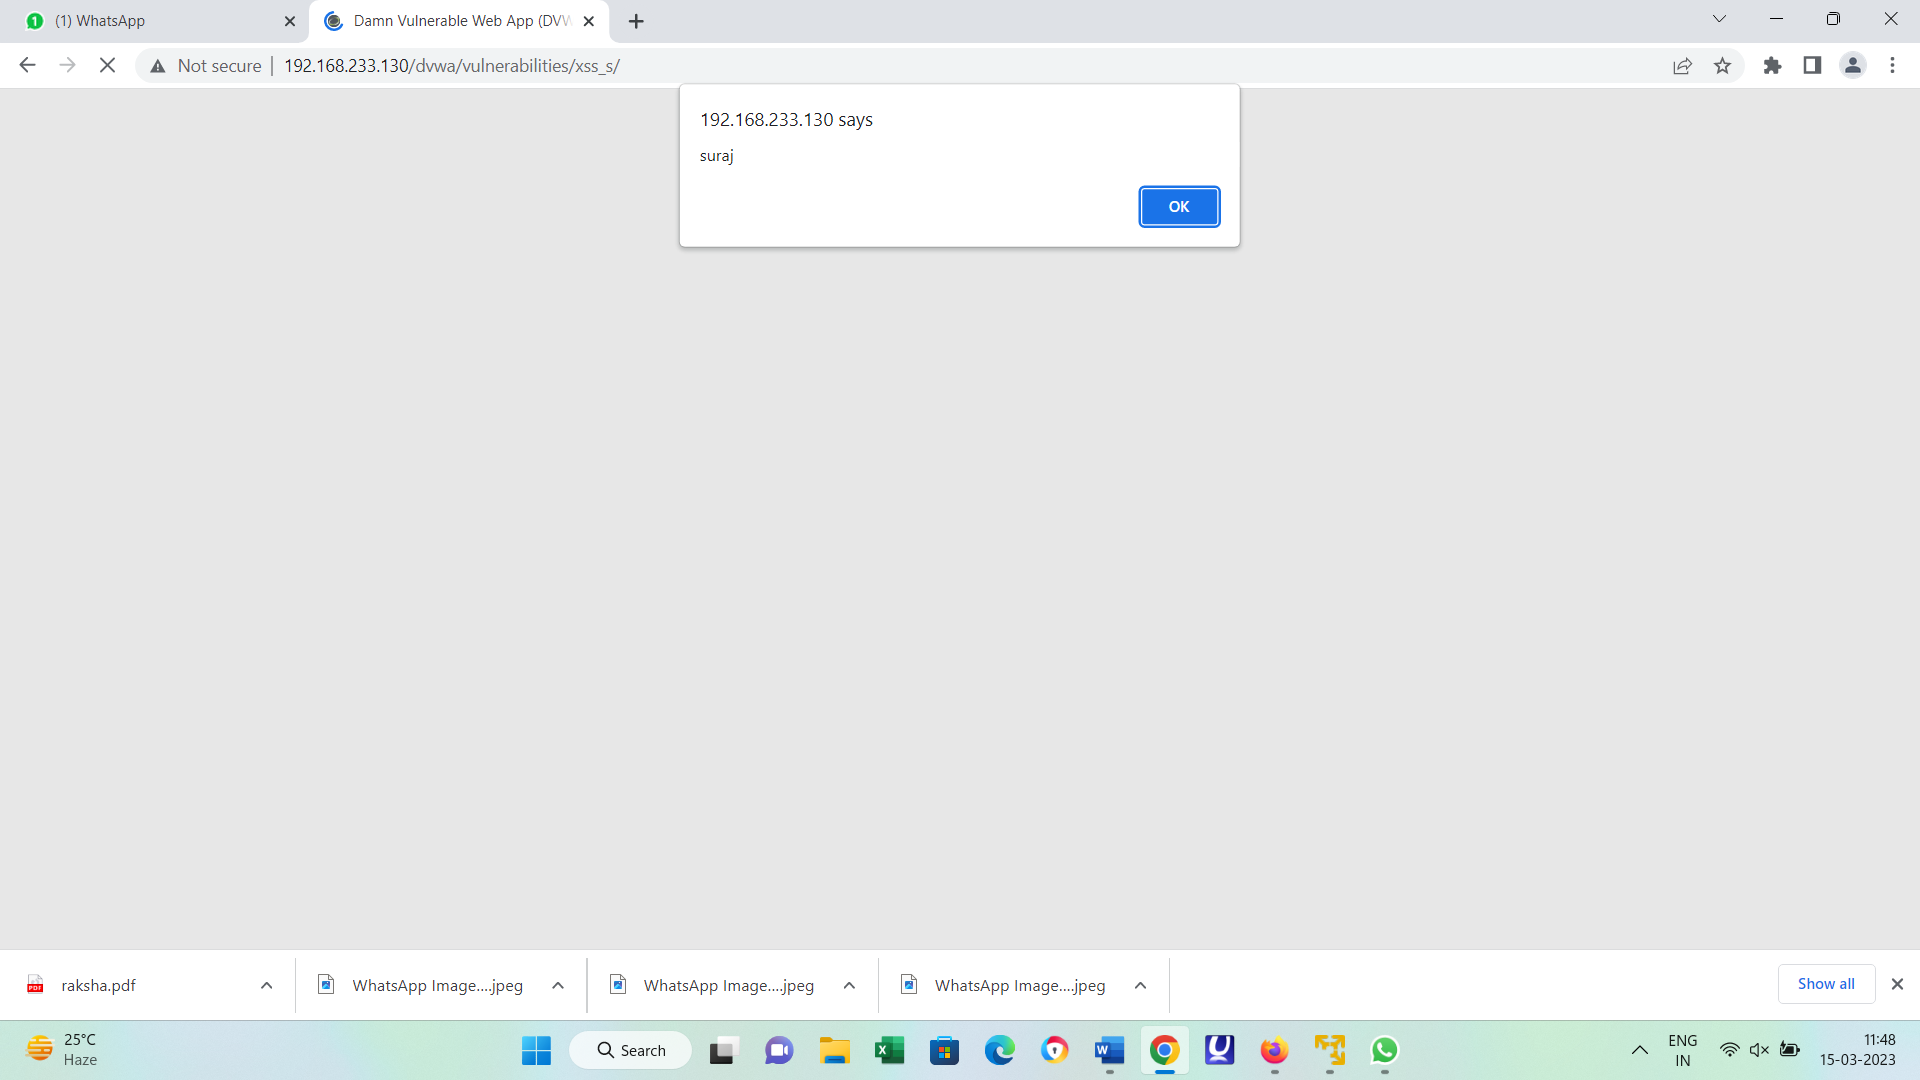 (1) WhatsApp
Damn Vulnerable Web App (DVW
Not secure
192.168.233.130/dvwa/vulnerabilities/xss_s/
192.168.233.130 says
suraj
OK
raksha.pdf
WhatsApp Image....jpeg
WhatsApp Image....jpeg
WhatsApp Image....jpeg
Show all
25°C
Haze
Search
ENG
IN
11:48
15-03-2023